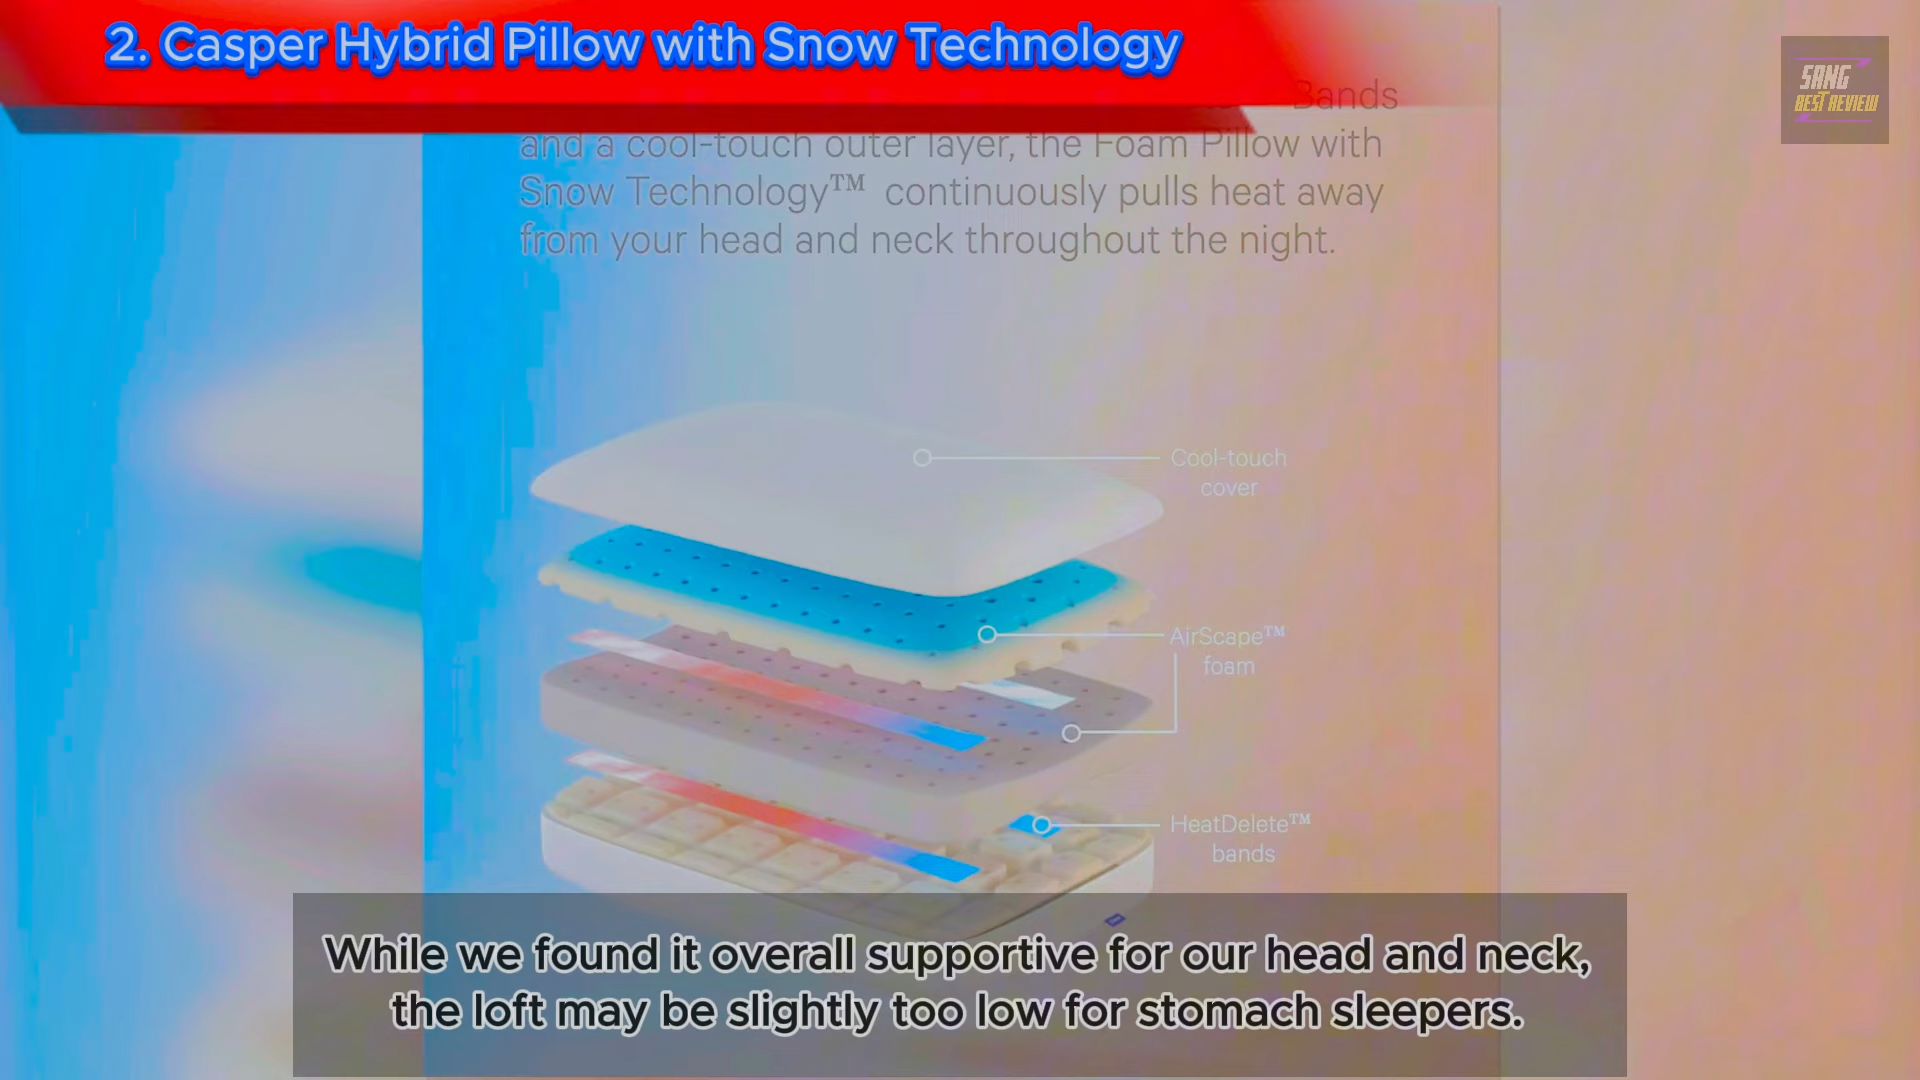 2. Casper Hybrid Pillow with Snow Technology
SANG
BEST REVIEW
Bands
and a cool-touch outer layer, the Foam Pillow with
Snow Technology™ continuously pulls heat away
from your head and neck throughout the night.
Cool-touch
cover
AirScape™
foam
HeatDelete™
bands
While we found it overall supportive for our head and neck,
the loft may be slightly too low for stomach sleepers.